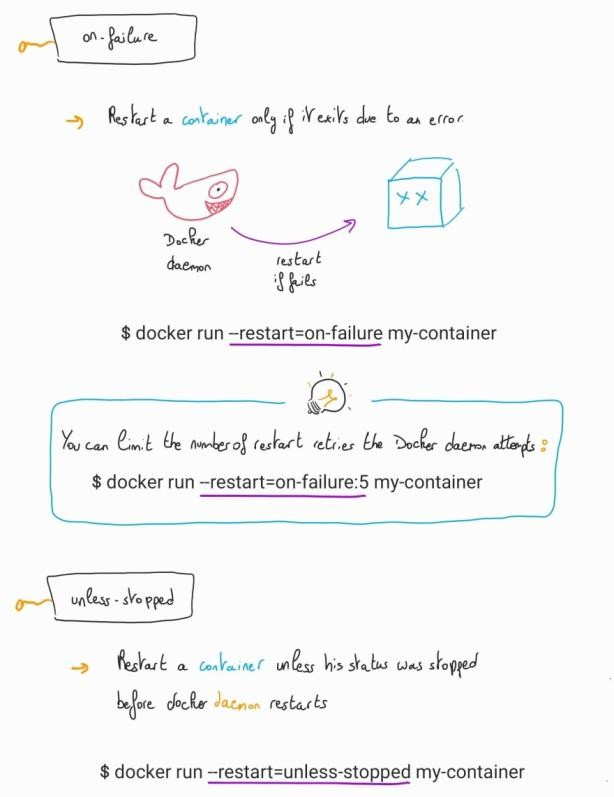 on-failure
→ Restart a container only if it exits due to an error
XX
Docker
daemon
restart
if fails
$ docker run --restart=on-failure my-container
You can limit the number of restart retries the Docker daemon attempts:
$ docker run --restart=on-failure:5 my-container
unless-stopped
→ Restart a container unless his status was stopped
before docker daemon restarts
$ docker run --restart=unless-stopped my-container